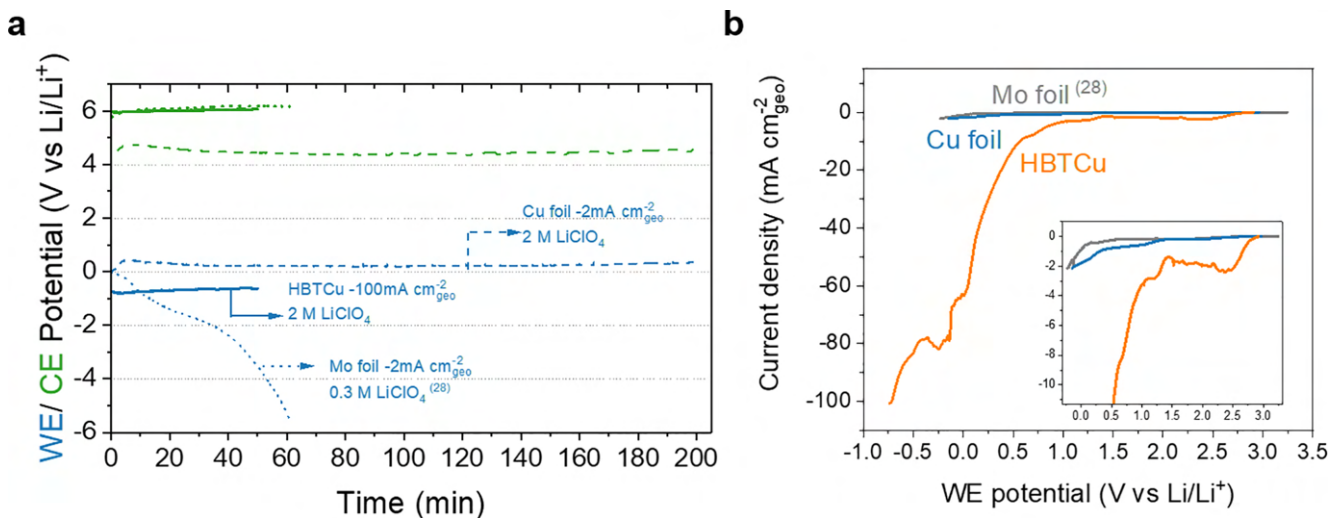 a
WE/ CE Potential (V vs Li/Li⁺)
6
4
2
0
-2
-4
-6
Cu foil -2mA cm⁻²geo
2 M LiClO₄
HBTCu -100mA cm⁻²geo
2 M LiClO₄
Mo foil -2mA cm⁻²geo
0.3 M LiClO₄ (28)
0 20 40 60 80 100 120 140 160 180 200
Time (min)
b
Current density (mA cm⁻²geo)
0
-20
-40
-60
-80
-100
Mo foil (28)
Cu foil
HBTCu
0
-2
-4
-6
-8
-10
0.0 0.5 1.0 1.5 2.0 2.5 3.0
-1.0 -0.5 0.0 0.5 1.0 1.5 2.0 2.5 3.0 3.5
WE potential (V vs Li/Li⁺)